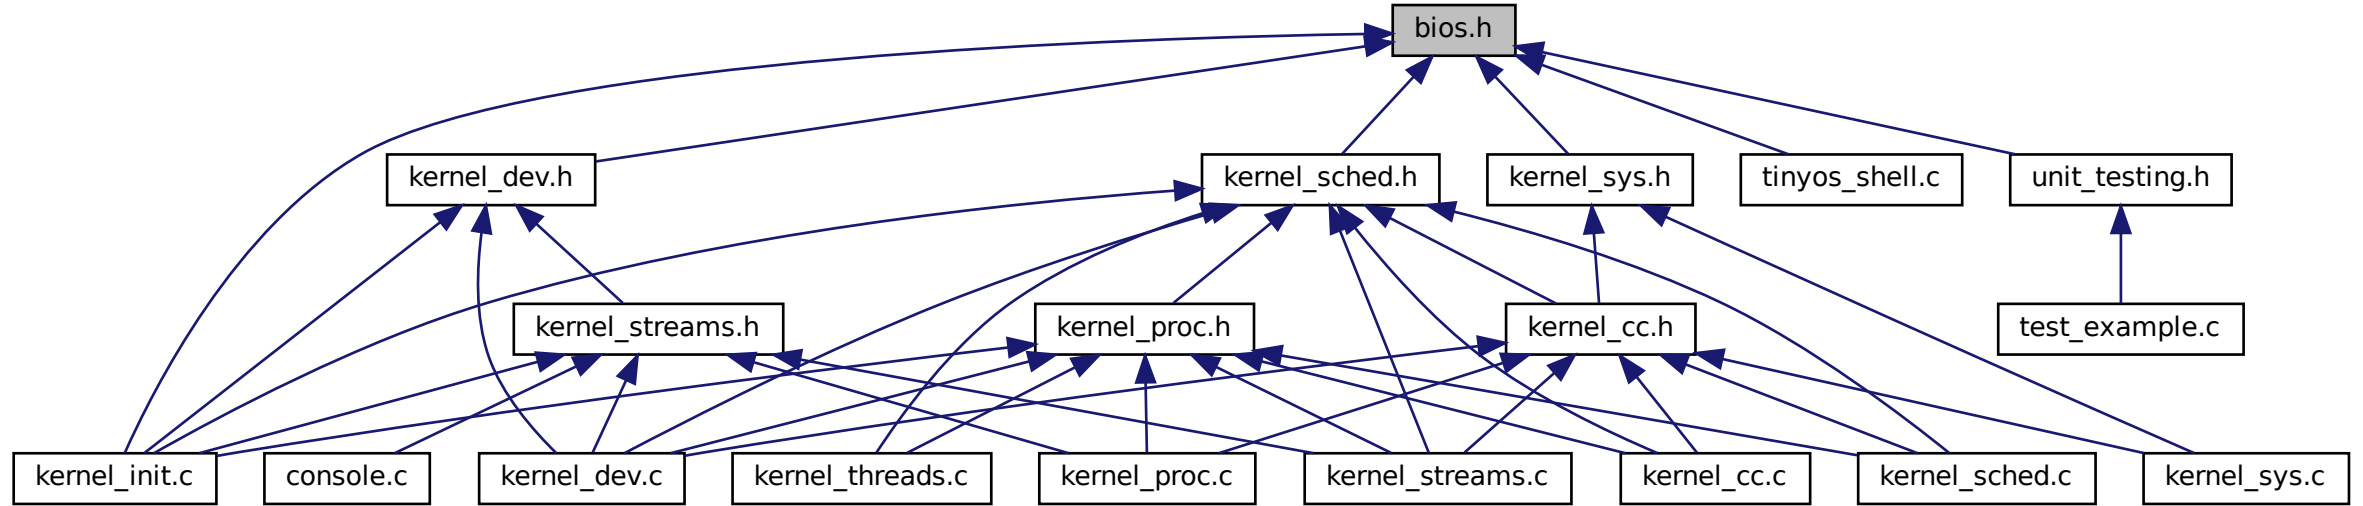 bios.h
kernel_dev.h
kernel_sched.h
kernel_sys.h
tinyos_shell.c
unit_testing.h
kernel_streams.h
kernel_proc.h
kernel_cc.h
test_example.c
kernel_init.c
console.c
kernel_dev.c
kernel_threads.c
kernel_proc.c
kernel_streams.c
kernel_cc.c
kernel_sched.c
kernel_sys.c